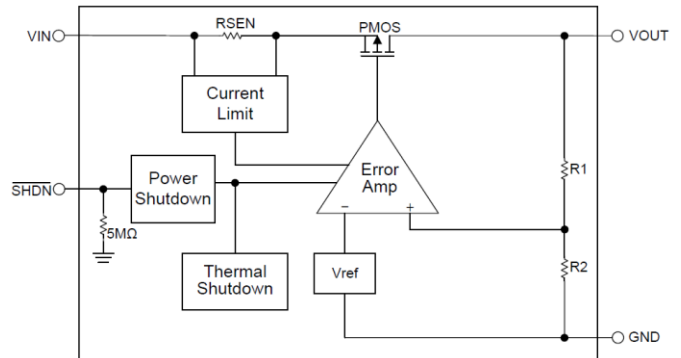 RSEN
PMOS
VIN
VOUT
Current
Limit
Error
Amp
R1
SHDN
Power
Shutdown
5MΩ
−
+
Thermal
Shutdown
Vref
R2
GND